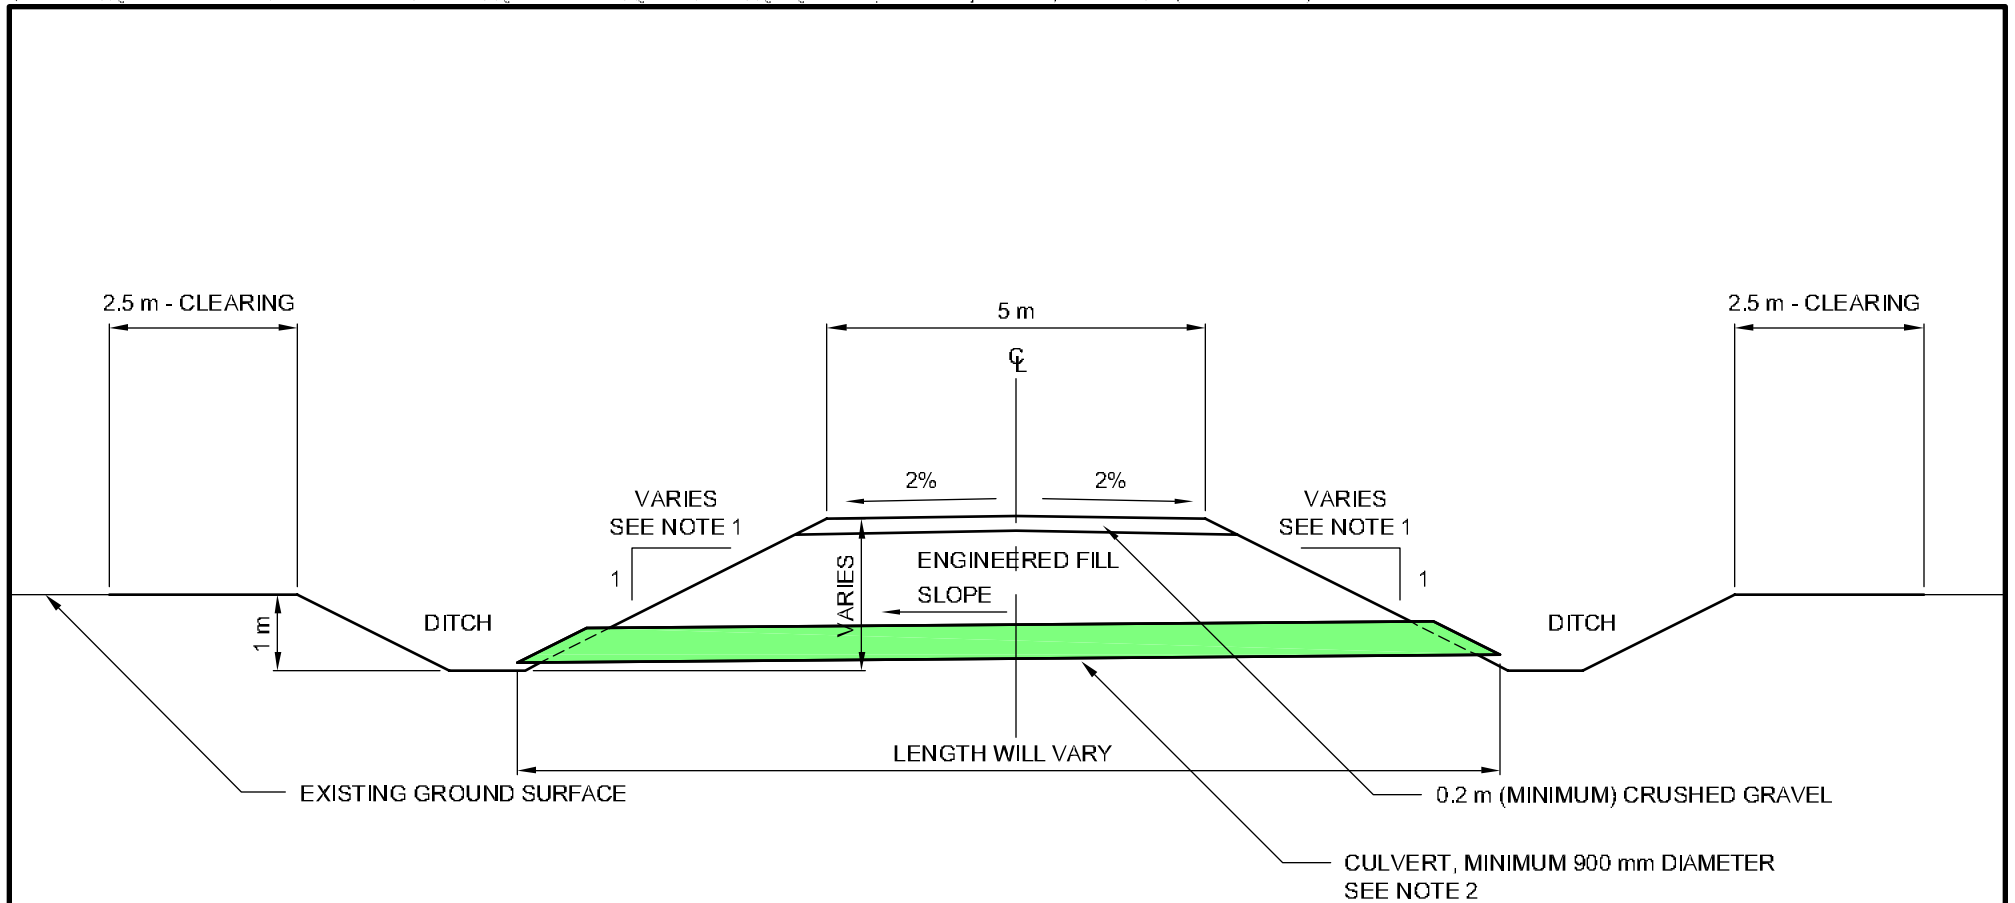 2.5 m - CLEARING
5 m
2.5 m - CLEARING
℄
2%
2%
VARIES
SEE NOTE 1
VARIES
SEE NOTE 1
1
1
ENGINEERED FILL
SLOPE
VARIES
DITCH
DITCH
1 m
LENGTH WILL VARY
EXISTING GROUND SURFACE
0.2 m (MINIMUM) CRUSHED GRAVEL
CULVERT, MINIMUM 900 mm DIAMETER
SEE NOTE 2